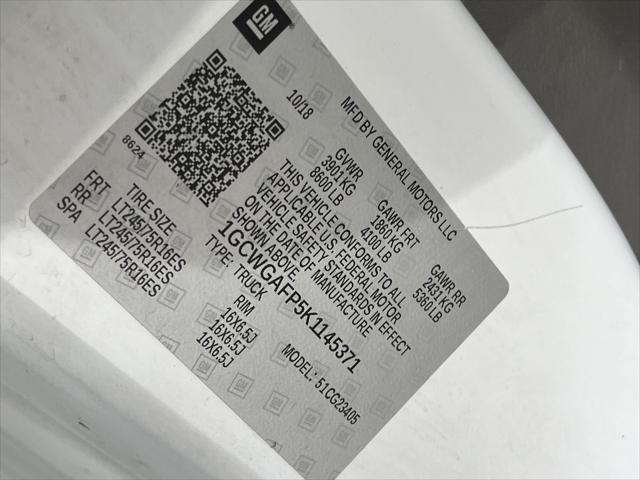 GM
MFD BY GENERAL MOTORS LLC
10/18
GVWR GAWR FRT GAWR RR
3901KG 1860 KG 2431 KG
8600 LB 4100 LB 5360 LB
THIS VEHICLE CONFORMS TO ALL
APPLICABLE U.S. FEDERAL MOTOR
VEHICLE SAFETY STANDARDS IN EFFECT
ON THE DATE OF MANUFACTURE
SHOWN ABOVE.
1GCWGAFP5K1145371
TYPE: TRUCK MODEL: 51CG23405
8624
TIRE SIZE RIM
FRT LT245/75R16ES 16X6.5J
RR LT245/75R16ES 16X6.5J
SPA LT245/75R16ES 16X6.5J